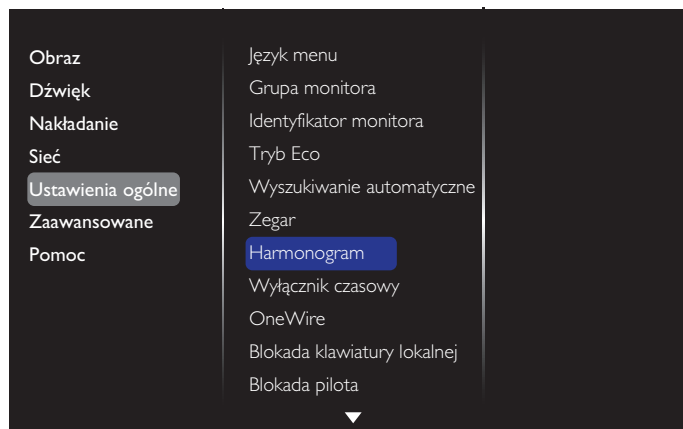 Obraz
Dźwięk
Nakładanie
Sieć
Ustawienia ogólne
Zaawansowane
Pomoc
Język menu
Grupa monitora
Identyfikator monitora
Tryb Eco
Wyszukiwanie automatyczne
Zegar
Harmonogram
Wyłącznik czasowy
OneWire
Blokada klawiatury lokalnej
Blokada pilota